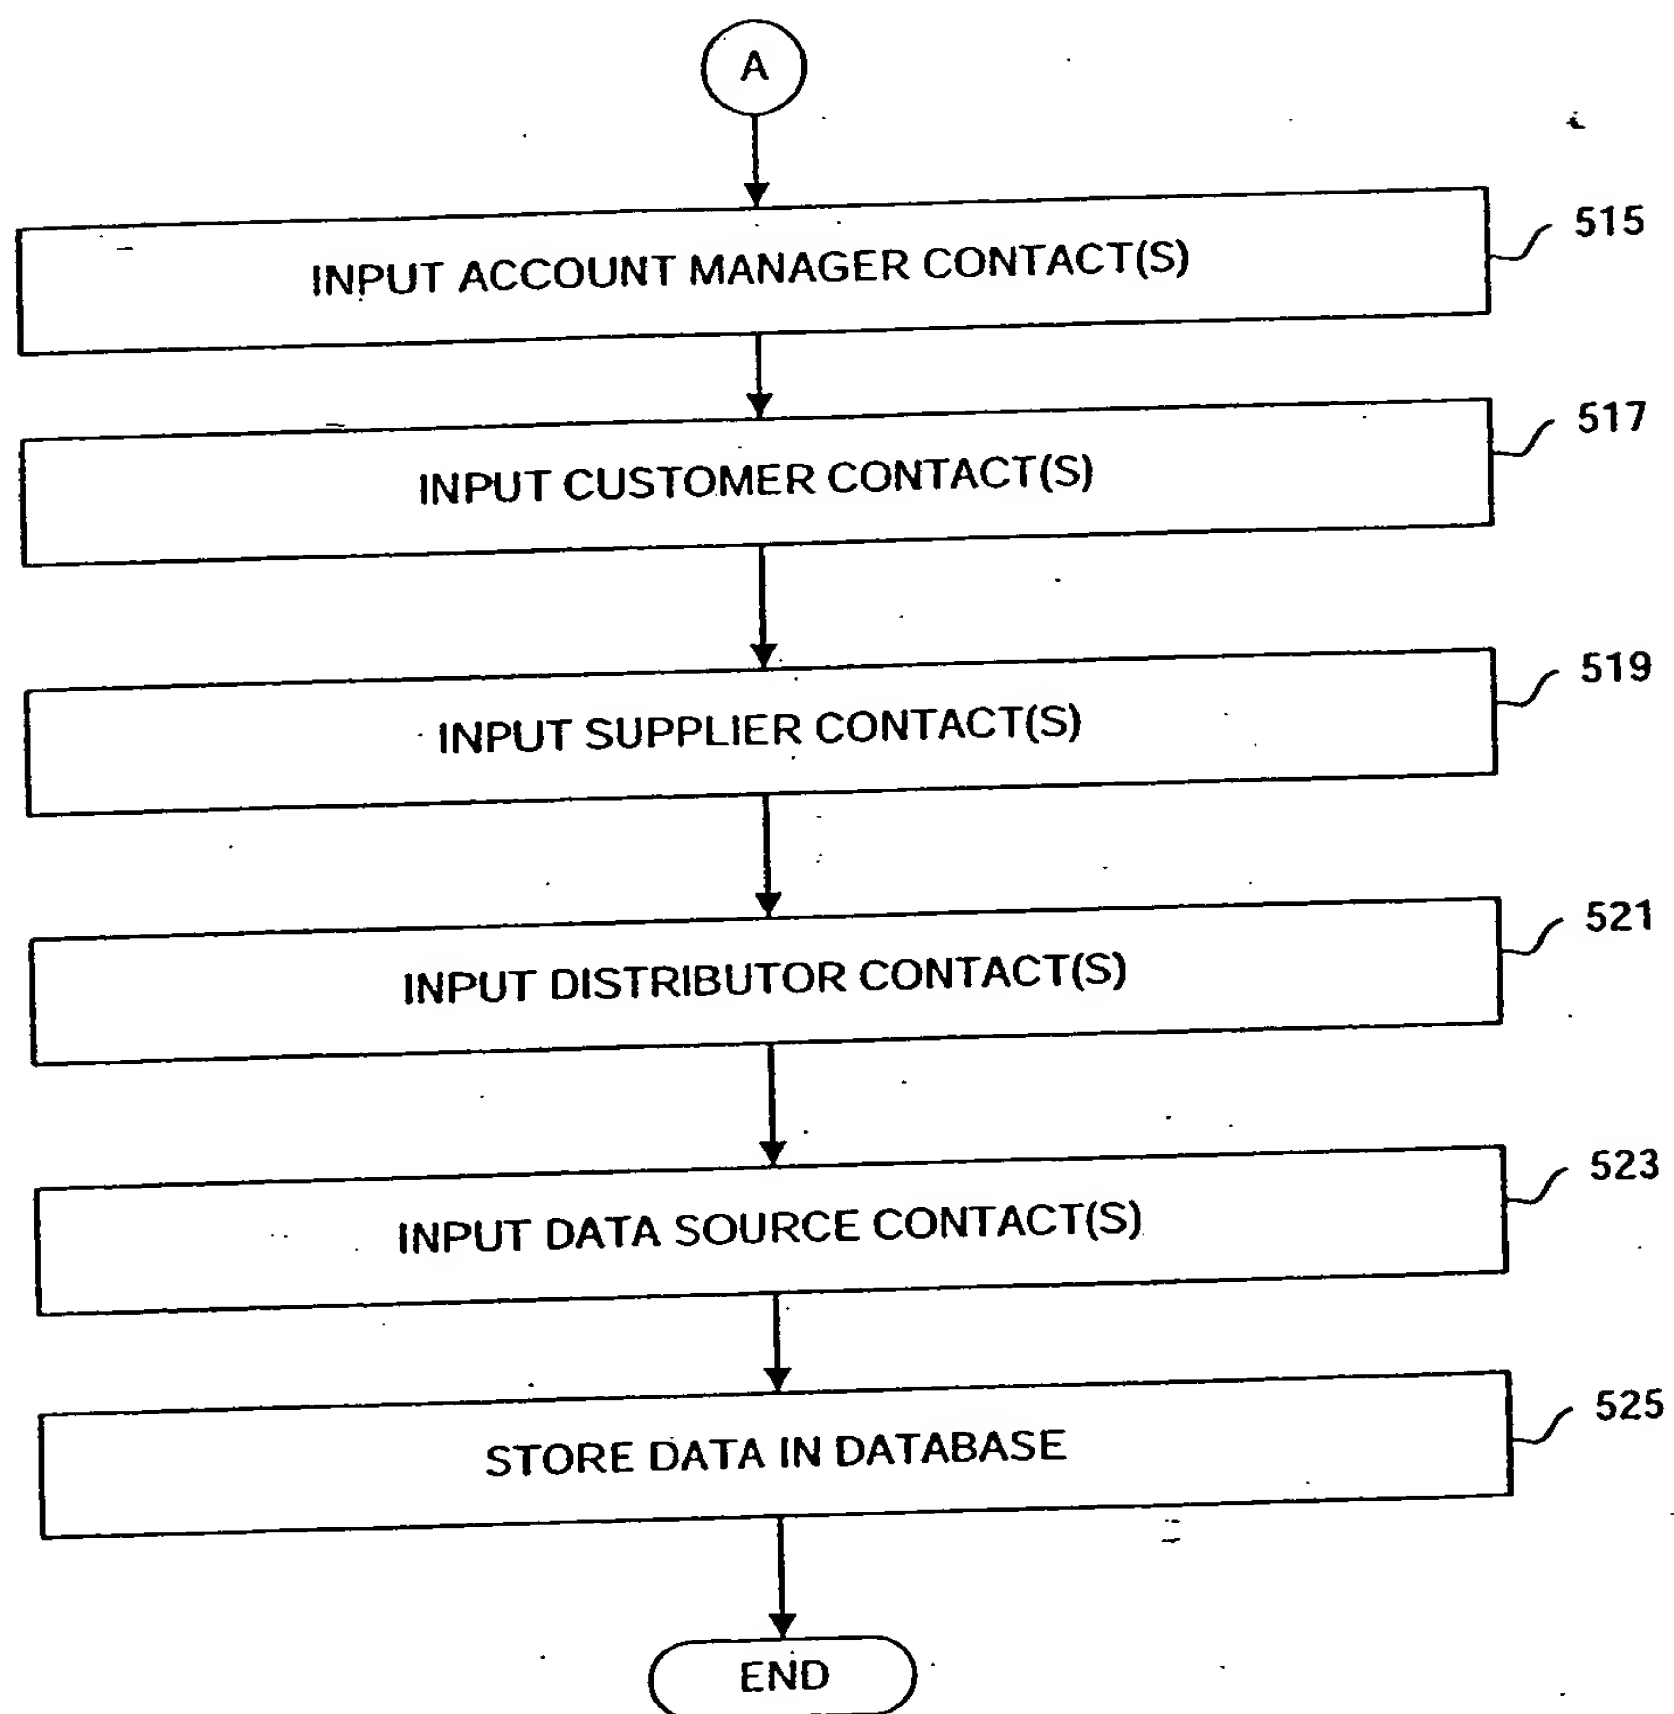 A
INPUT ACCOUNT MANAGER CONTACT(S)
515
INPUT CUSTOMER CONTACT(S)
517
INPUT SUPPLIER CONTACT(S)
519
INPUT DISTRIBUTOR CONTACT(S)
521
INPUT DATA SOURCE CONTACT(S)
523
STORE DATA IN DATABASE
525
END